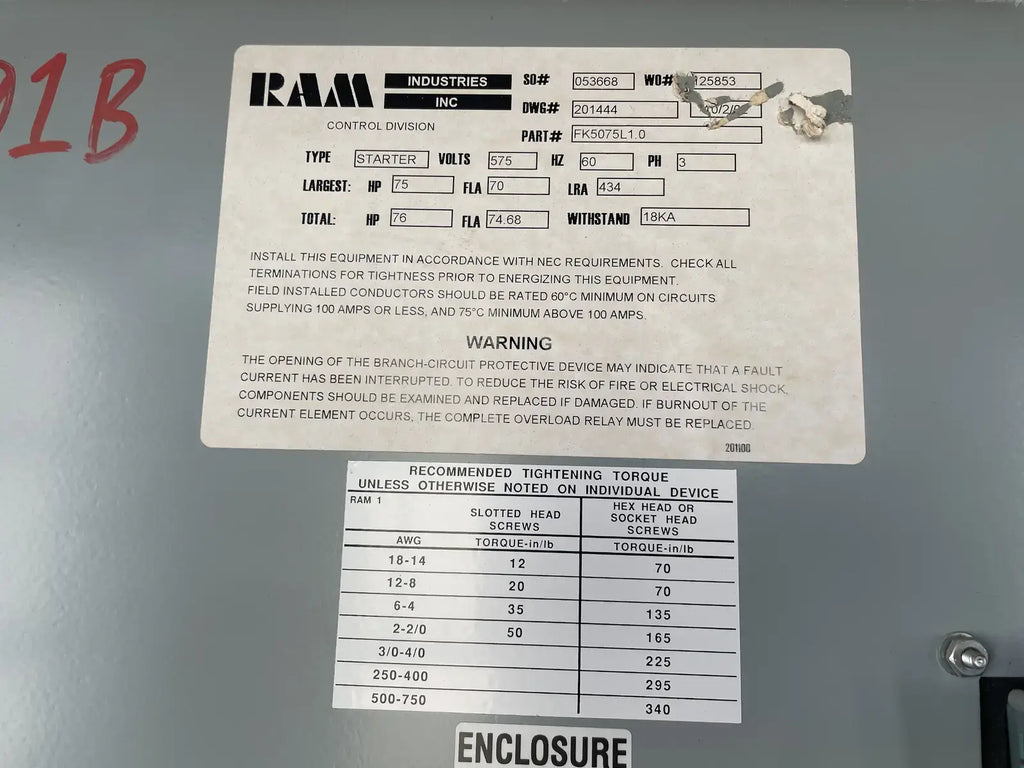 01B
RAM INDUSTRIES INC
CONTROL DIVISION
SO# 053668 WO# 125853
DWG# 201444
PART# FK5075L1.0
TYPE STARTER VOLTS 575 HZ 60 PH 3
LARGEST: HP 75 FLA 70 LRA 434
TOTAL: HP 76 FLA 74.68 WITHSTAND 18KA
INSTALL THIS EQUIPMENT IN ACCORDANCE WITH NEC REQUIREMENTS. CHECK ALL
TERMINATIONS FOR TIGHTNESS PRIOR TO ENERGIZING THIS EQUIPMENT.
FIELD INSTALLED CONDUCTORS SHOULD BE RATED 60°C MINIMUM ON CIRCUITS
SUPPLYING 100 AMPS OR LESS, AND 75°C MINIMUM ABOVE 100 AMPS.
WARNING
THE OPENING OF THE BRANCH-CIRCUIT PROTECTIVE DEVICE MAY INDICATE THAT A FAULT
CURRENT HAS BEEN INTERRUPTED. TO REDUCE THE RISK OF FIRE OR ELECTRICAL SHOCK,
COMPONENTS SHOULD BE EXAMINED AND REPLACED IF DAMAGED. IF BURNOUT OF THE
CURRENT ELEMENT OCCURS, THE COMPLETE OVERLOAD RELAY MUST BE REPLACED.
201100
RECOMMENDED TIGHTENING TORQUE
UNLESS OTHERWISE NOTED ON INDIVIDUAL DEVICE
RAM 1
SLOTTED HEAD SCREWS
HEX HEAD OR SOCKET HEAD SCREWS
AWG TORQUE-in/lb TORQUE-in/lb
18-14 12 70
12-8 20 70
6-4 35 135
2-2/0 50 165
3/0-4/0 225
250-400 295
500-750 340
ENCLOSURE